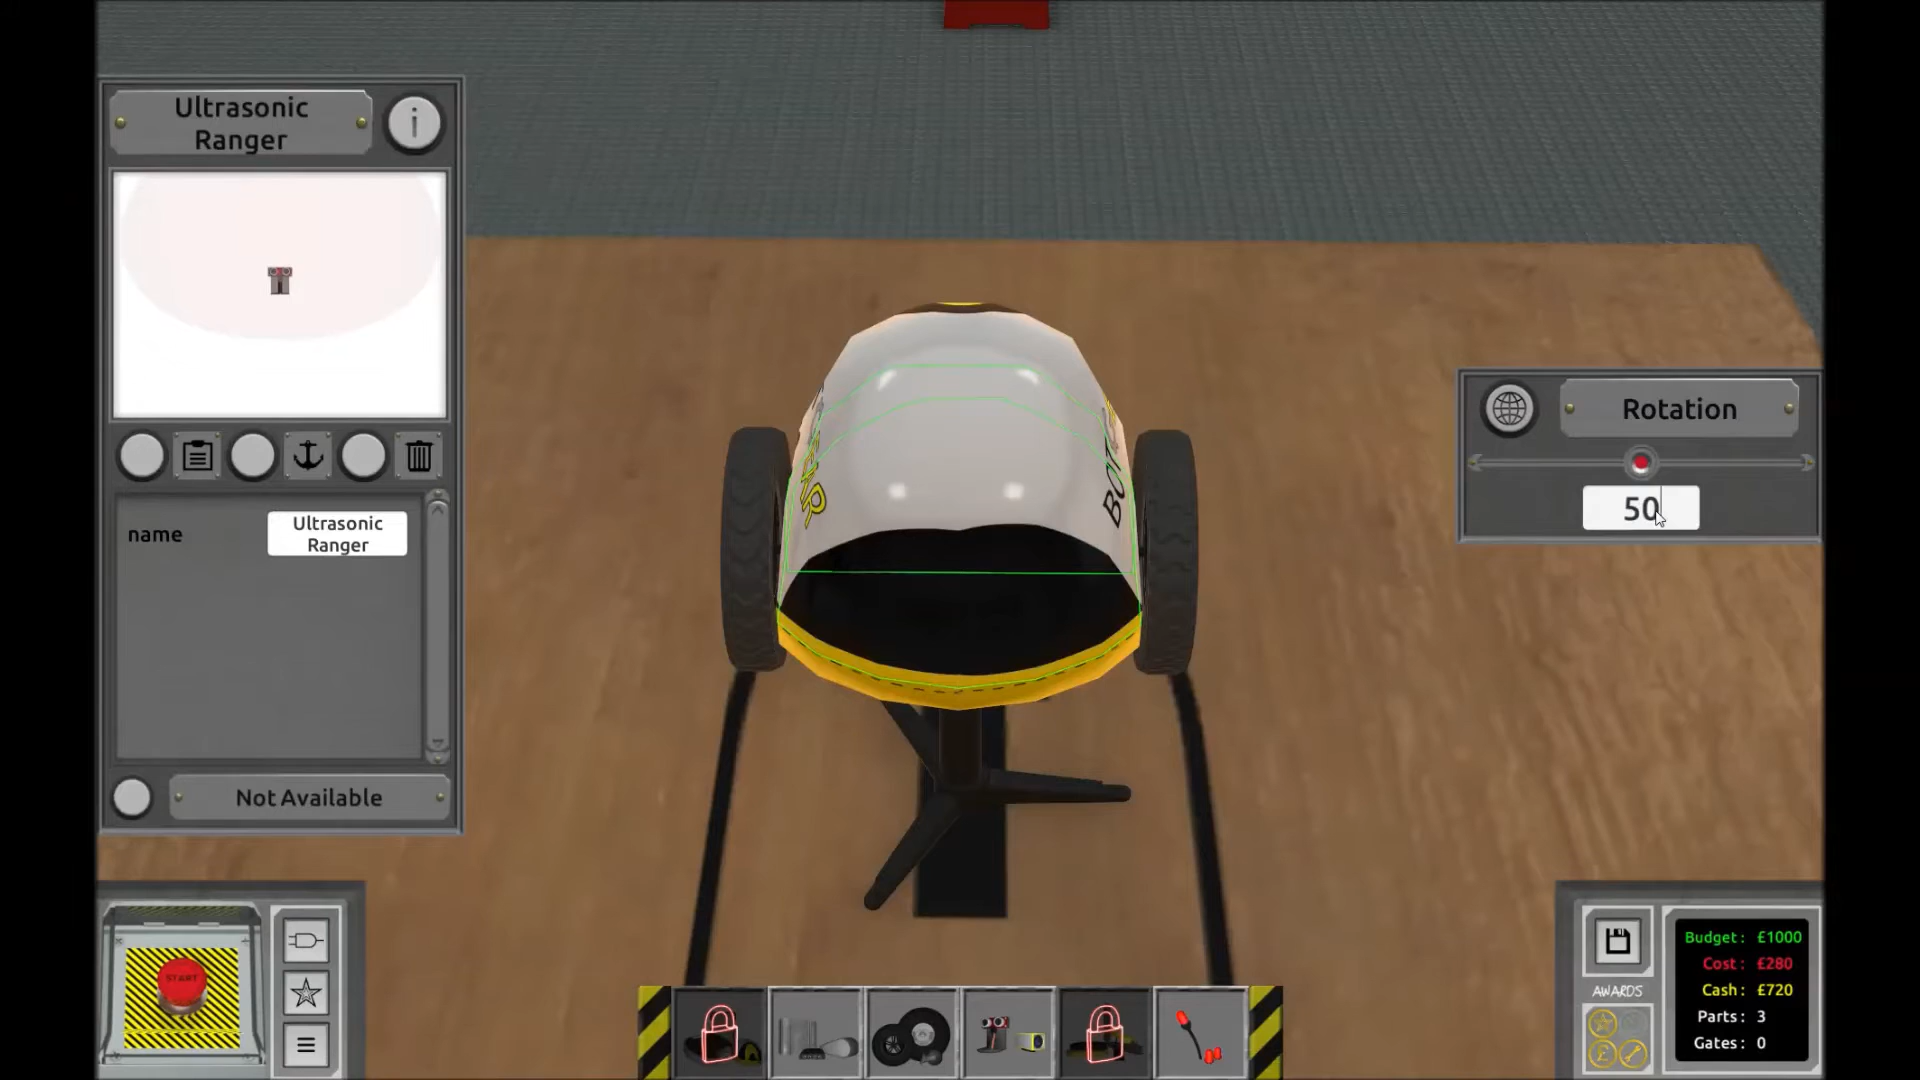 Ultrasonic
Ranger
i
name
Ultrasonic
Ranger
Not Available
START
Rotation
50
AWARDS
Budget: £1000
Cost: £280
Cash: £720
Parts: 3
Gates: 0